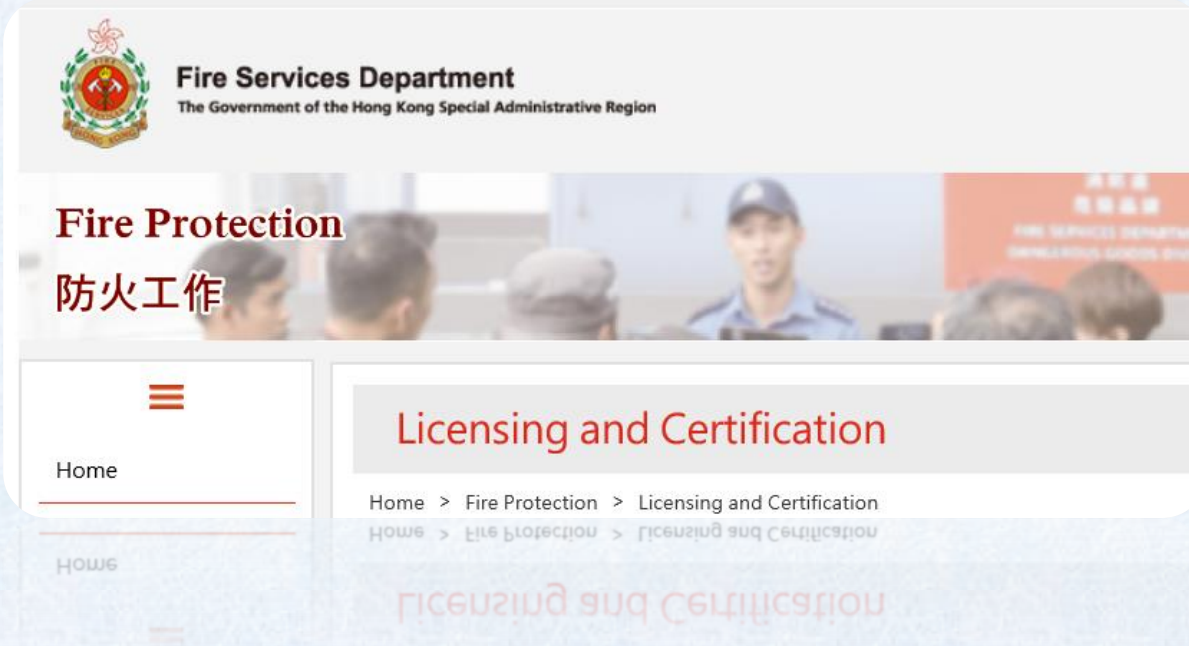 Fire Services Department
The Government of the Hong Kong Special Administrative Region
Fire Protection
防火工作
Licensing and Certification
Home
Home > Fire Protection > Licensing and Certification